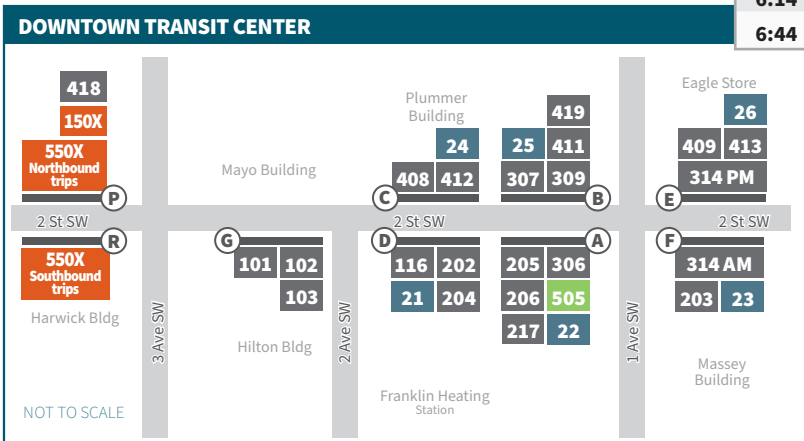 6:14
6:44
DOWNTOWN TRANSIT CENTER
418
150X
550X
Northbound
trips
P
2 St SW
R
550X
Southbound
trips
Harwick Bldg
3 Ave SW
NOT TO SCALE
Mayo Building
G
101 102
103
Hilton Bldg
2 Ave SW
Plummer
Building
24
408 412
C
2 St SW
D
116 202
21 204
Franklin Heating
Station
419
25 411
307 309
B
A
205 306
206 505
217 22
1 Ave SW
Eagle Store
26
409 413
314 PM
E
2 St SW
F
314 AM
203 23
Massey
Building